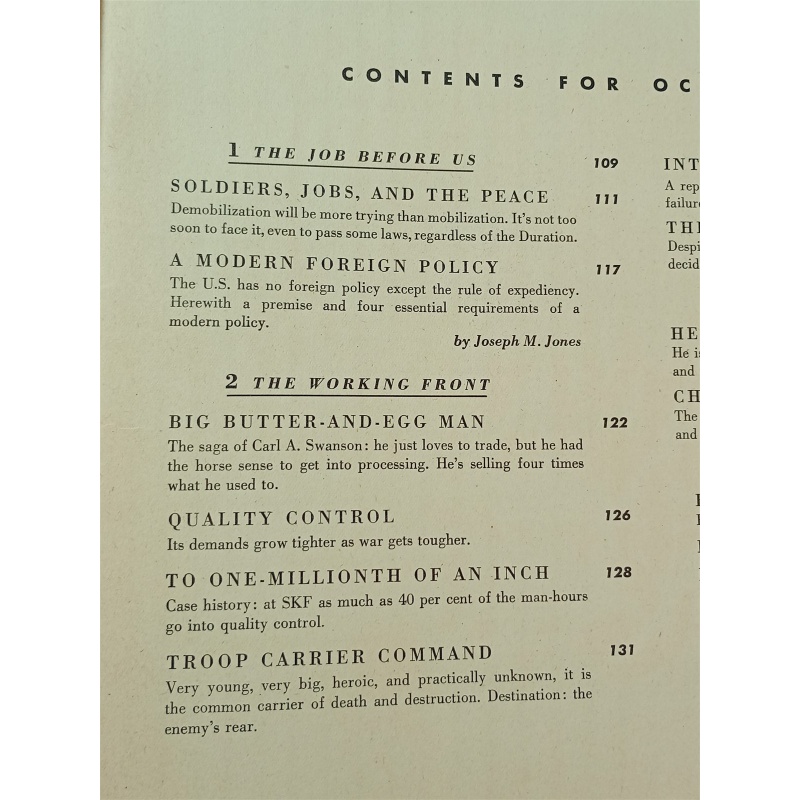 CONTENTS FOR OC
1 THE JOB BEFORE US 109
SOLDIERS, JOBS, AND THE PEACE 111
Demobilization will be more trying than mobilization. It's not too
soon to face it, even to pass some laws, regardless of the Duration.
A MODERN FOREIGN POLICY 117
The U.S. has no foreign policy except the rule of expediency.
Herewith a premise and four essential requirements of a
modern policy.
by Joseph M. Jones
2 THE WORKING FRONT
BIG BUTTER-AND-EGG MAN 122
The saga of Carl A. Swanson: he just loves to trade, but he had
the horse sense to get into processing. He's selling four times
what he used to.
QUALITY CONTROL 126
Its demands grow tighter as war gets tougher.
TO ONE-MILLIONTH OF AN INCH 128
Case history: at SKF as much as 40 per cent of the man-hours
go into quality control.
TROOP CARRIER COMMAND 131
Very young, very big, heroic, and practically unknown, it is
the common carrier of death and destruction. Destination: the
enemy's rear.
INT
A rep
failur
TH
Despi
decid
HE
He i
and
CH
The
and